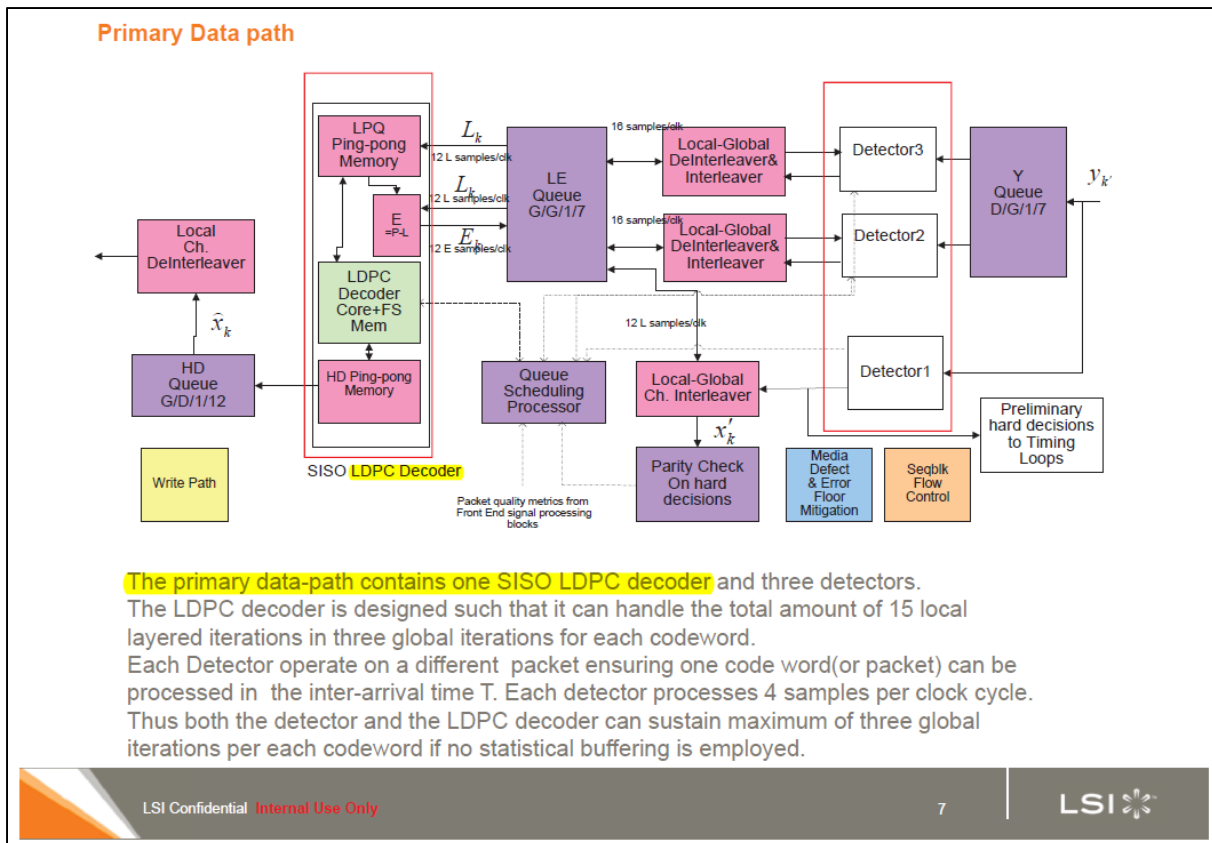 Primary Data path
LPQ
Ping-pong
Memory
L_k
12 L samples/clk
L_k
12 L samples/clk
E
=P-L
E_k
12 E samples/clk
LDPC
Decoder
Core+FS
Mem
HD Ping-pong
Memory
SISO LDPC Decoder
Local
Ch.
DeInterleaver
x̂_k
HD
Queue
G/D/1/12
Write Path
LE
Queue
G/G/1/7
16 samples/clk
Local-Global
DeInterleaver&
Interleaver
16 samples/clk
Local-Global
DeInterleaver&
Interleaver
Detector3
Detector2
Detector1
Y
Queue
D/G/1/7
y_k'
12 L samples/clk
Queue
Scheduling
Processor
Local-Global
Ch. Interleaver
x'_k
Parity Check
On hard
decisions
Packet quality metrics from
Front End signal processing
blocks
Media
Defect
& Error
Floor
Mitigation
Seqblk
Flow
Control
Preliminary
hard decisions
to Timing
Loops
The primary data-path contains one SISO LDPC decoder and three detectors.
The LDPC decoder is designed such that it can handle the total amount of 15 local
layered iterations in three global iterations for each codeword.
Each Detector operate on a different packet ensuring one code word(or packet) can be
processed in the inter-arrival time T. Each detector processes 4 samples per clock cycle.
Thus both the detector and the LDPC decoder can sustain maximum of three global
iterations per each codeword if no statistical buffering is employed.
LSI Confidential Internal Use Only
7
LSI